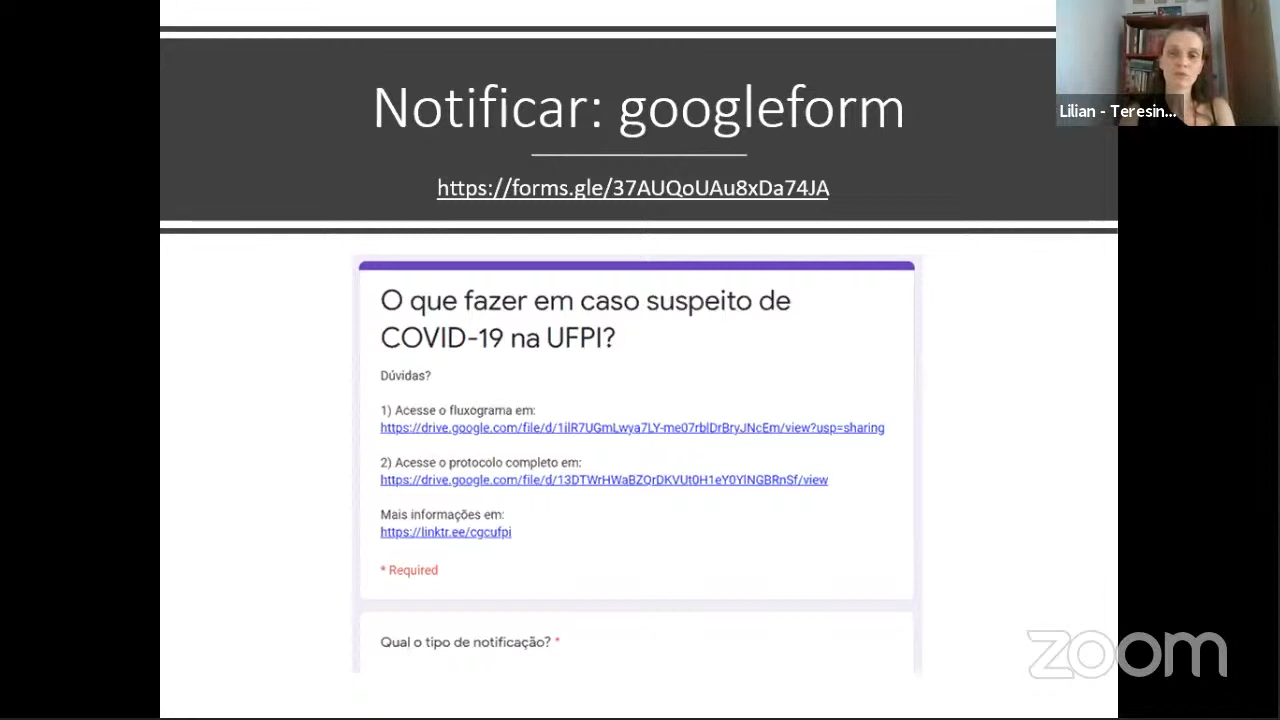 Notificar: googleform
https://forms.gle/37AUQoUAu8xDa74JA
Lilian - Teresin...
O que fazer em caso suspeito de
COVID-19 na UFPI?
Dúvidas?
1) Acesse o fluxograma em:
https://drive.google.com/file/d/1ilR7UGmLwya7LY-me07rblDrBryJNcEm/view?usp=sharing
2) Acesse o protocolo completo em:
https://drive.google.com/file/d/13DTWrHWaBZQrDKVUt0H1eY0YlNGBRnSf/view
Mais informações em:
https://linktr.ee/cgcufpi
* Required
Qual o tipo de notificação? *
zoom